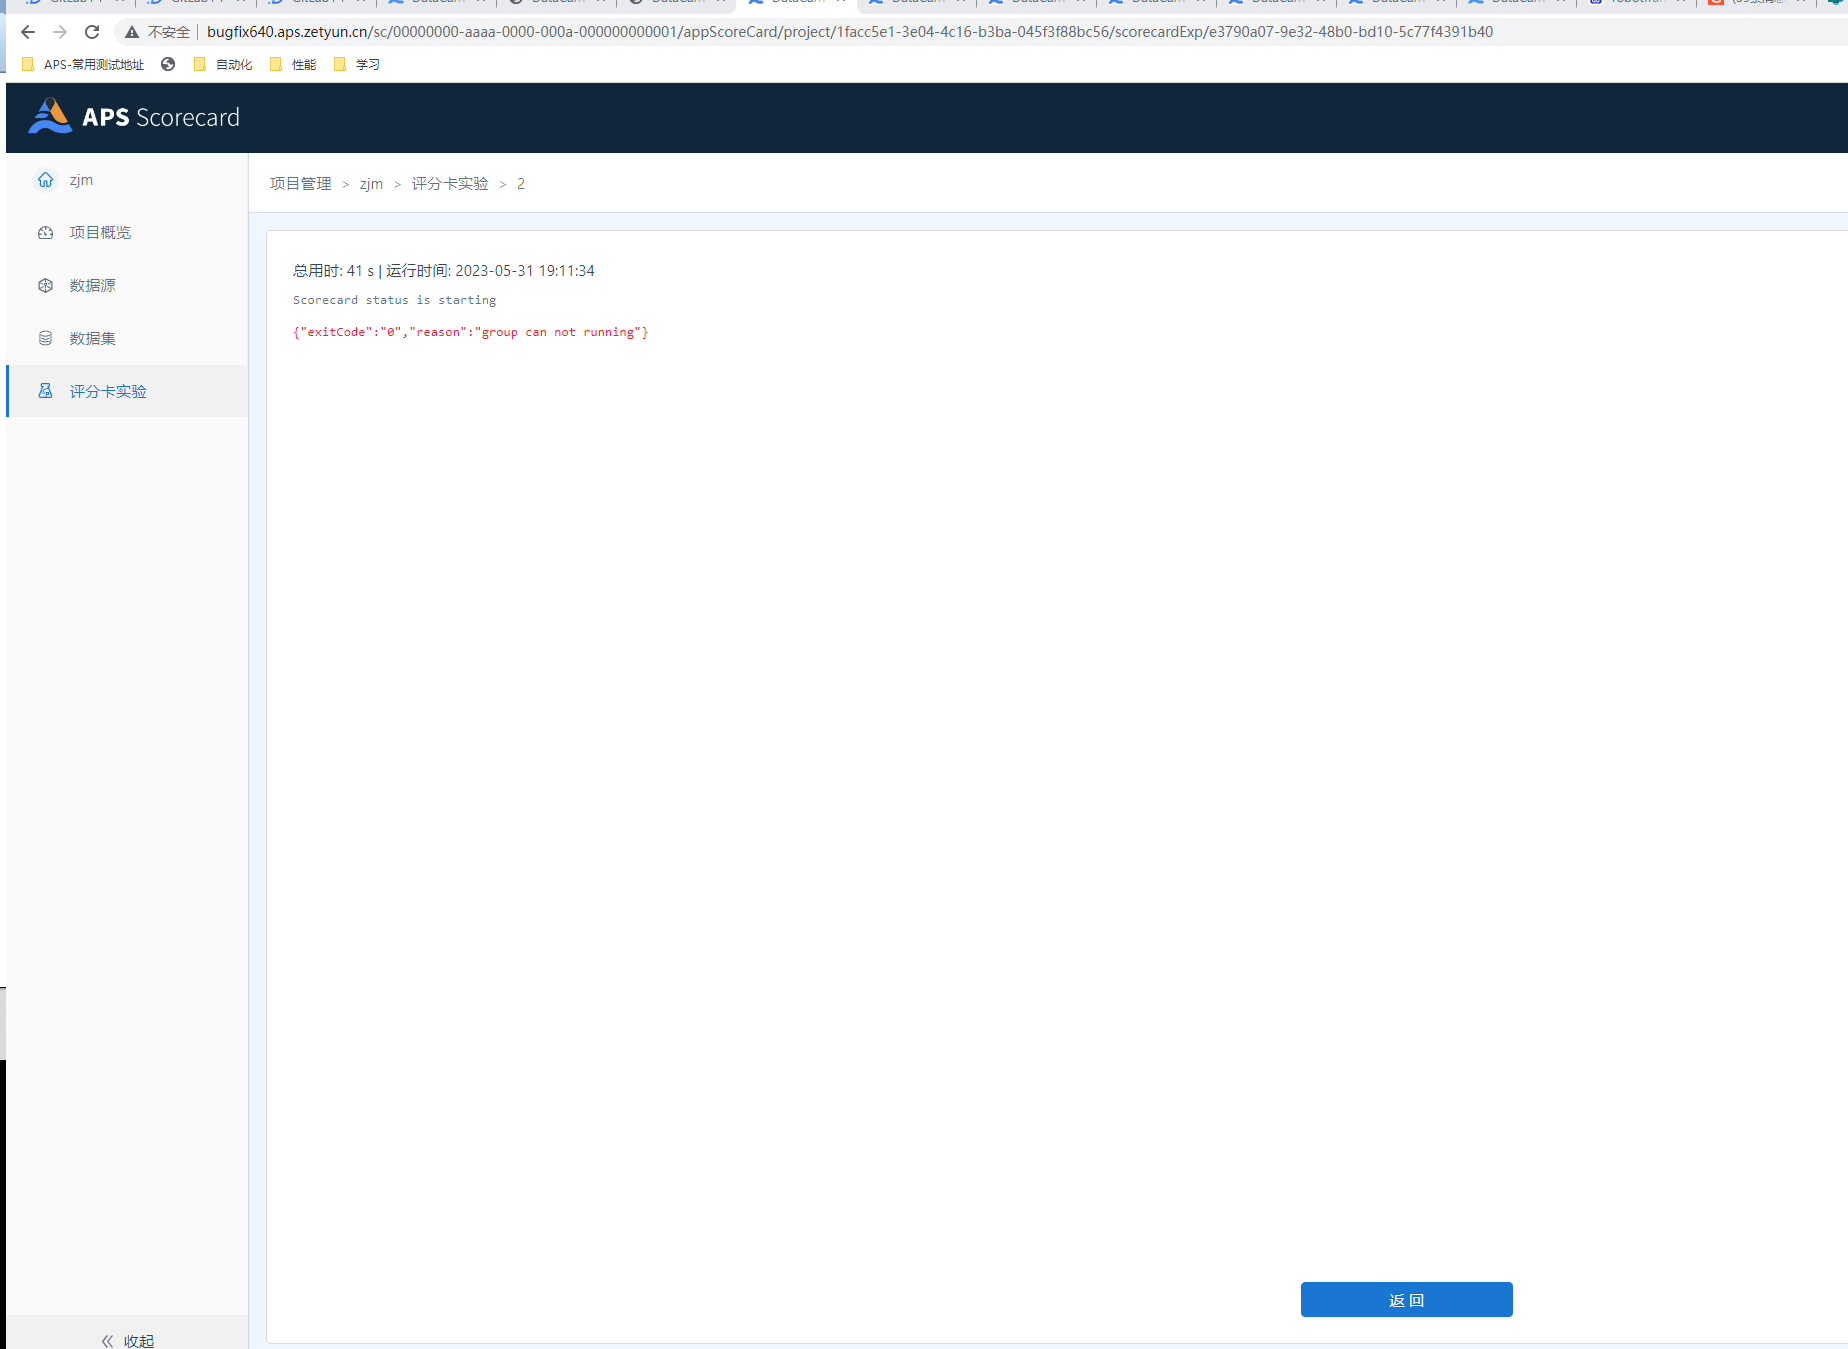 不安全 bugfix640.aps.zetyun.cn/sc/00000000-aaaa-0000-000a-000000000001/appScoreCard/project/1facc5e1-3e04-4c16-b3ba-045f3f88bc56/scorecardExp/e3790a07-9e32-48b0-bd10-5c77f4391b40
APS-常用测试地址 自动化 性能 学习
APS Scorecard
zjm
项目概览
数据源
数据集
评分卡实验
项目管理 > zjm > 评分卡实验 > 2
总用时: 41 s | 运行时间: 2023-05-31 19:11:34
Scorecard status is starting
{"exitCode":"0","reason":"group can not running"}
返 回
收起